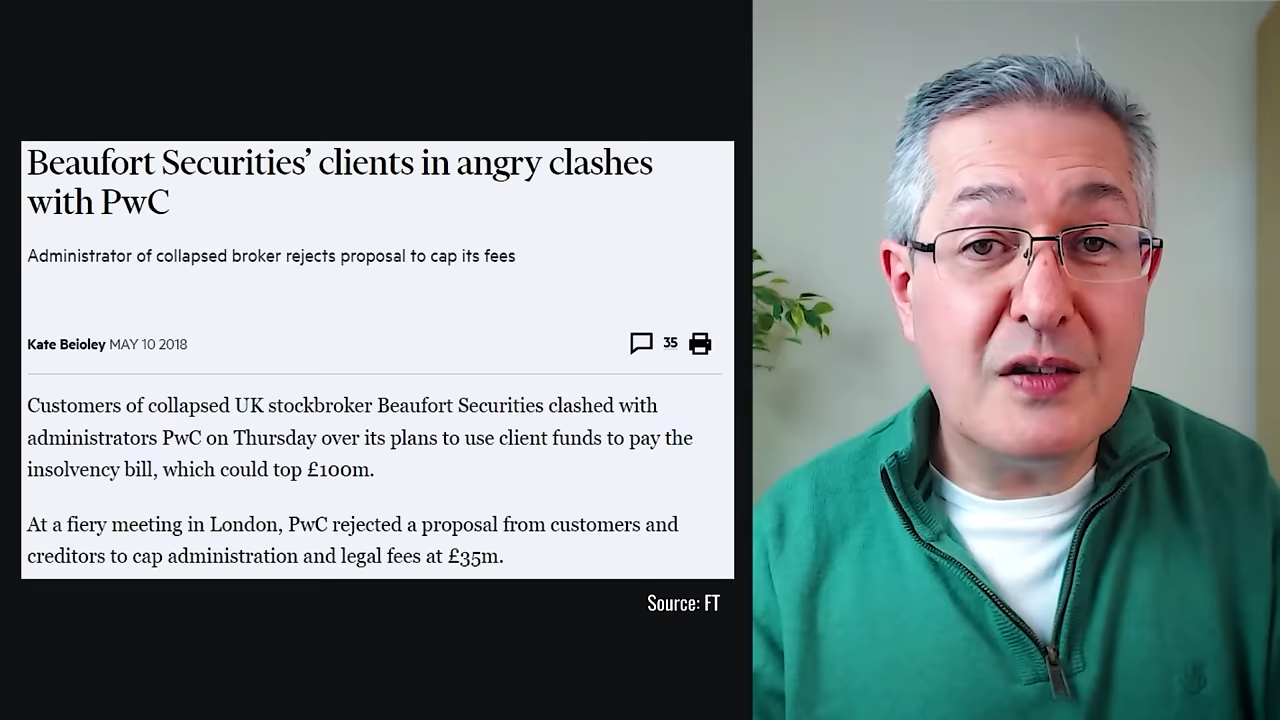 Beaufort Securities’ clients in angry clashes
with PwC
Administrator of collapsed broker rejects proposal to cap its fees
Kate Beioley MAY 10 2018
35
Customers of collapsed UK stockbroker Beaufort Securities clashed with
administrators PwC on Thursday over its plans to use client funds to pay the
insolvency bill, which could top £100m.
At a fiery meeting in London, PwC rejected a proposal from customers and
creditors to cap administration and legal fees at £35m.
Source: FT